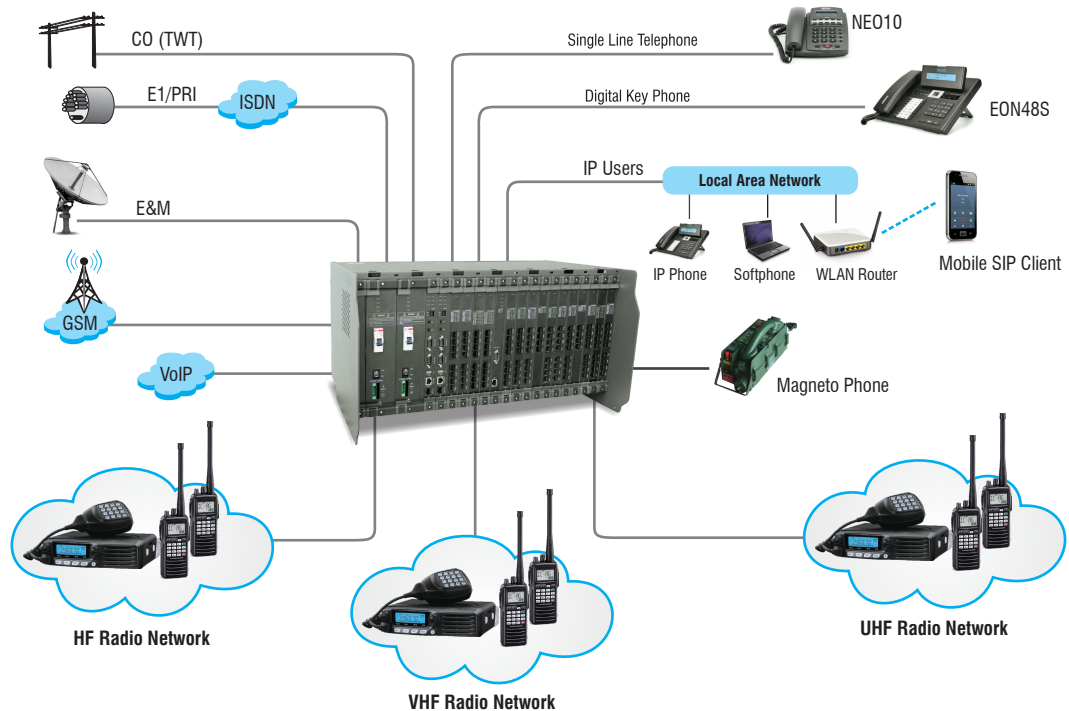 CO (TWT)
Single Line Telephone
NEO10
E1/PRI
ISDN
Digital Key Phone
EON48S
IP Users
Local Area Network
E&M
IP Phone
Softphone
WLAN Router
Mobile SIP Client
GSM
VoIP
Magneto Phone
HF Radio Network
VHF Radio Network
UHF Radio Network